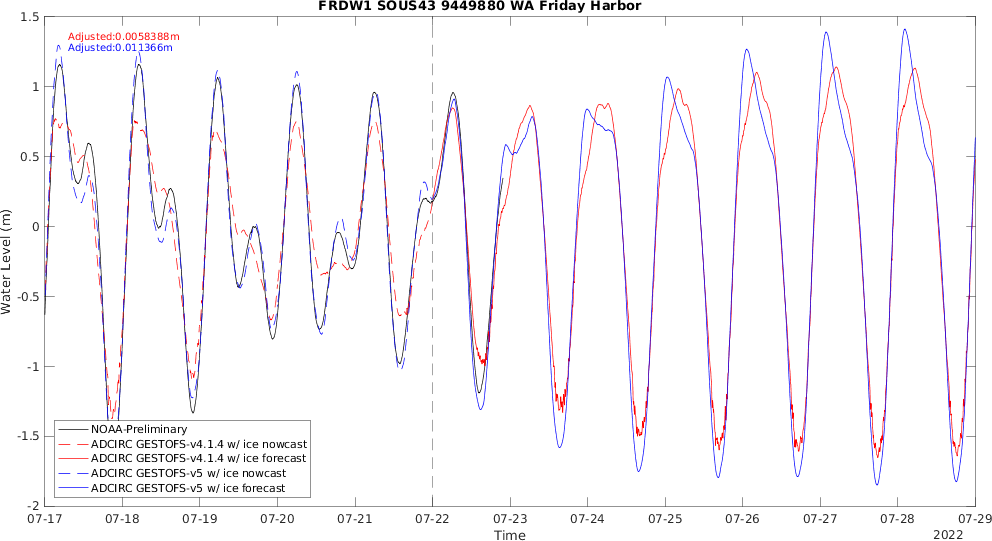 FRDW1 SOUS43 9449880 WA Friday Harbor
Adjusted:0.0058388m
Adjusted:0.011366m
1.5
1
0.5
0
-0.5
-1
-1.5
-2
Water Level (m)
NOAA-Preliminary
ADCIRC GESTOFS-v4.1.4 w/ ice nowcast
ADCIRC GESTOFS-v4.1.4 w/ ice forecast
ADCIRC GESTOFS-v5 w/ ice nowcast
ADCIRC GESTOFS-v5 w/ ice forecast
07-17 07-18 07-19 07-20 07-21 07-22 07-23 07-24 07-25 07-26 07-27 07-28 07-29
Time
2022